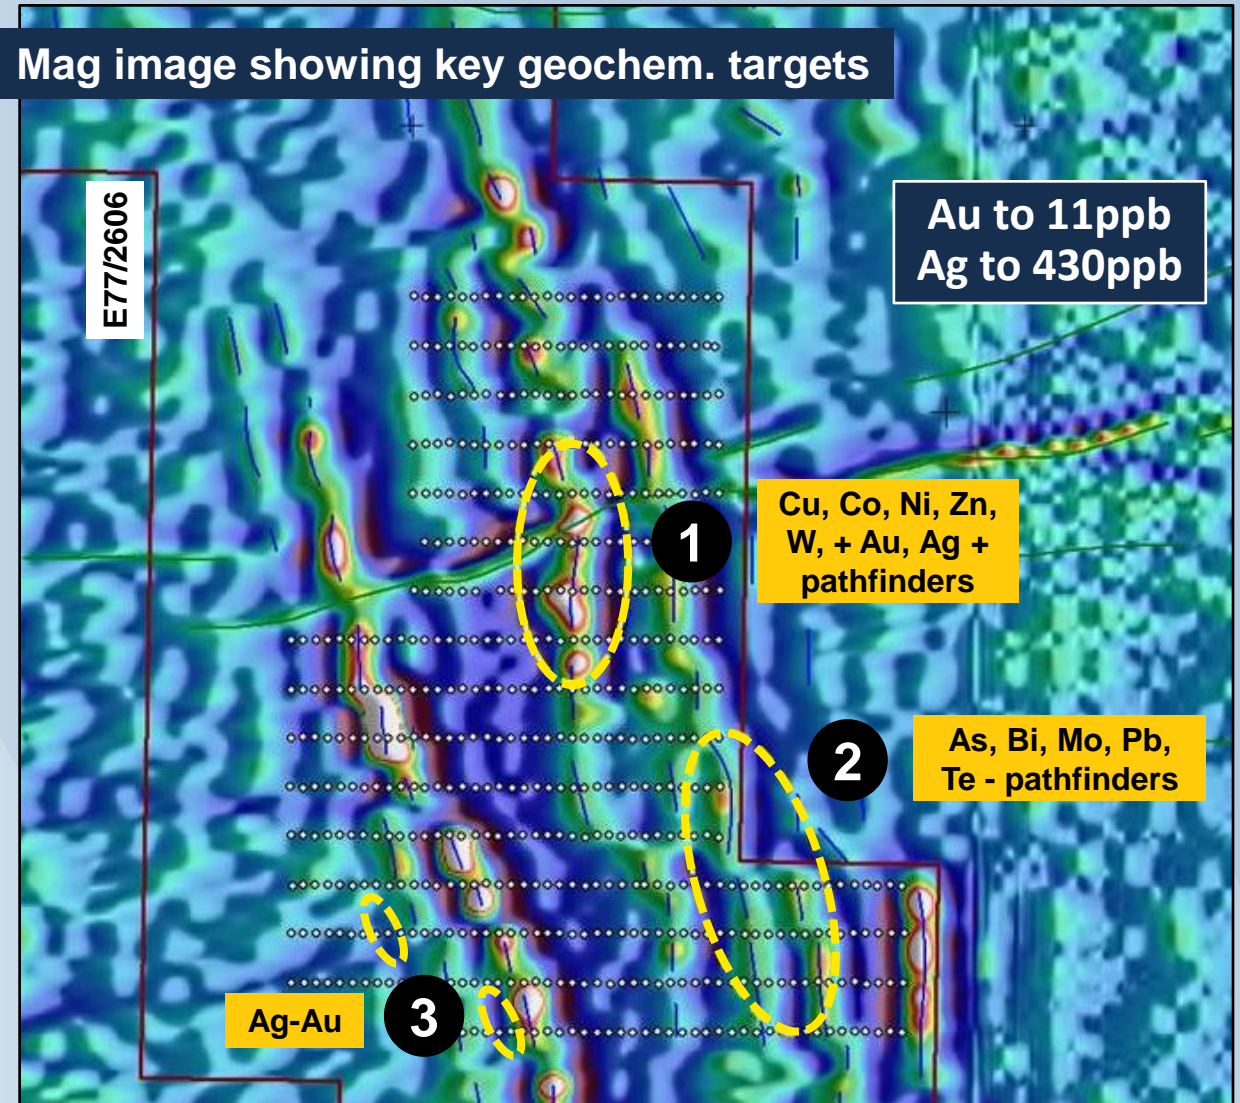 Mag image showing key geochem. targets
E77/2606
Au to 11ppb
Ag to 430ppb
1
Cu, Co, Ni, Zn,
W, + Au, Ag +
pathfinders
2
As, Bi, Mo, Pb,
Te - pathfinders
Ag-Au
3